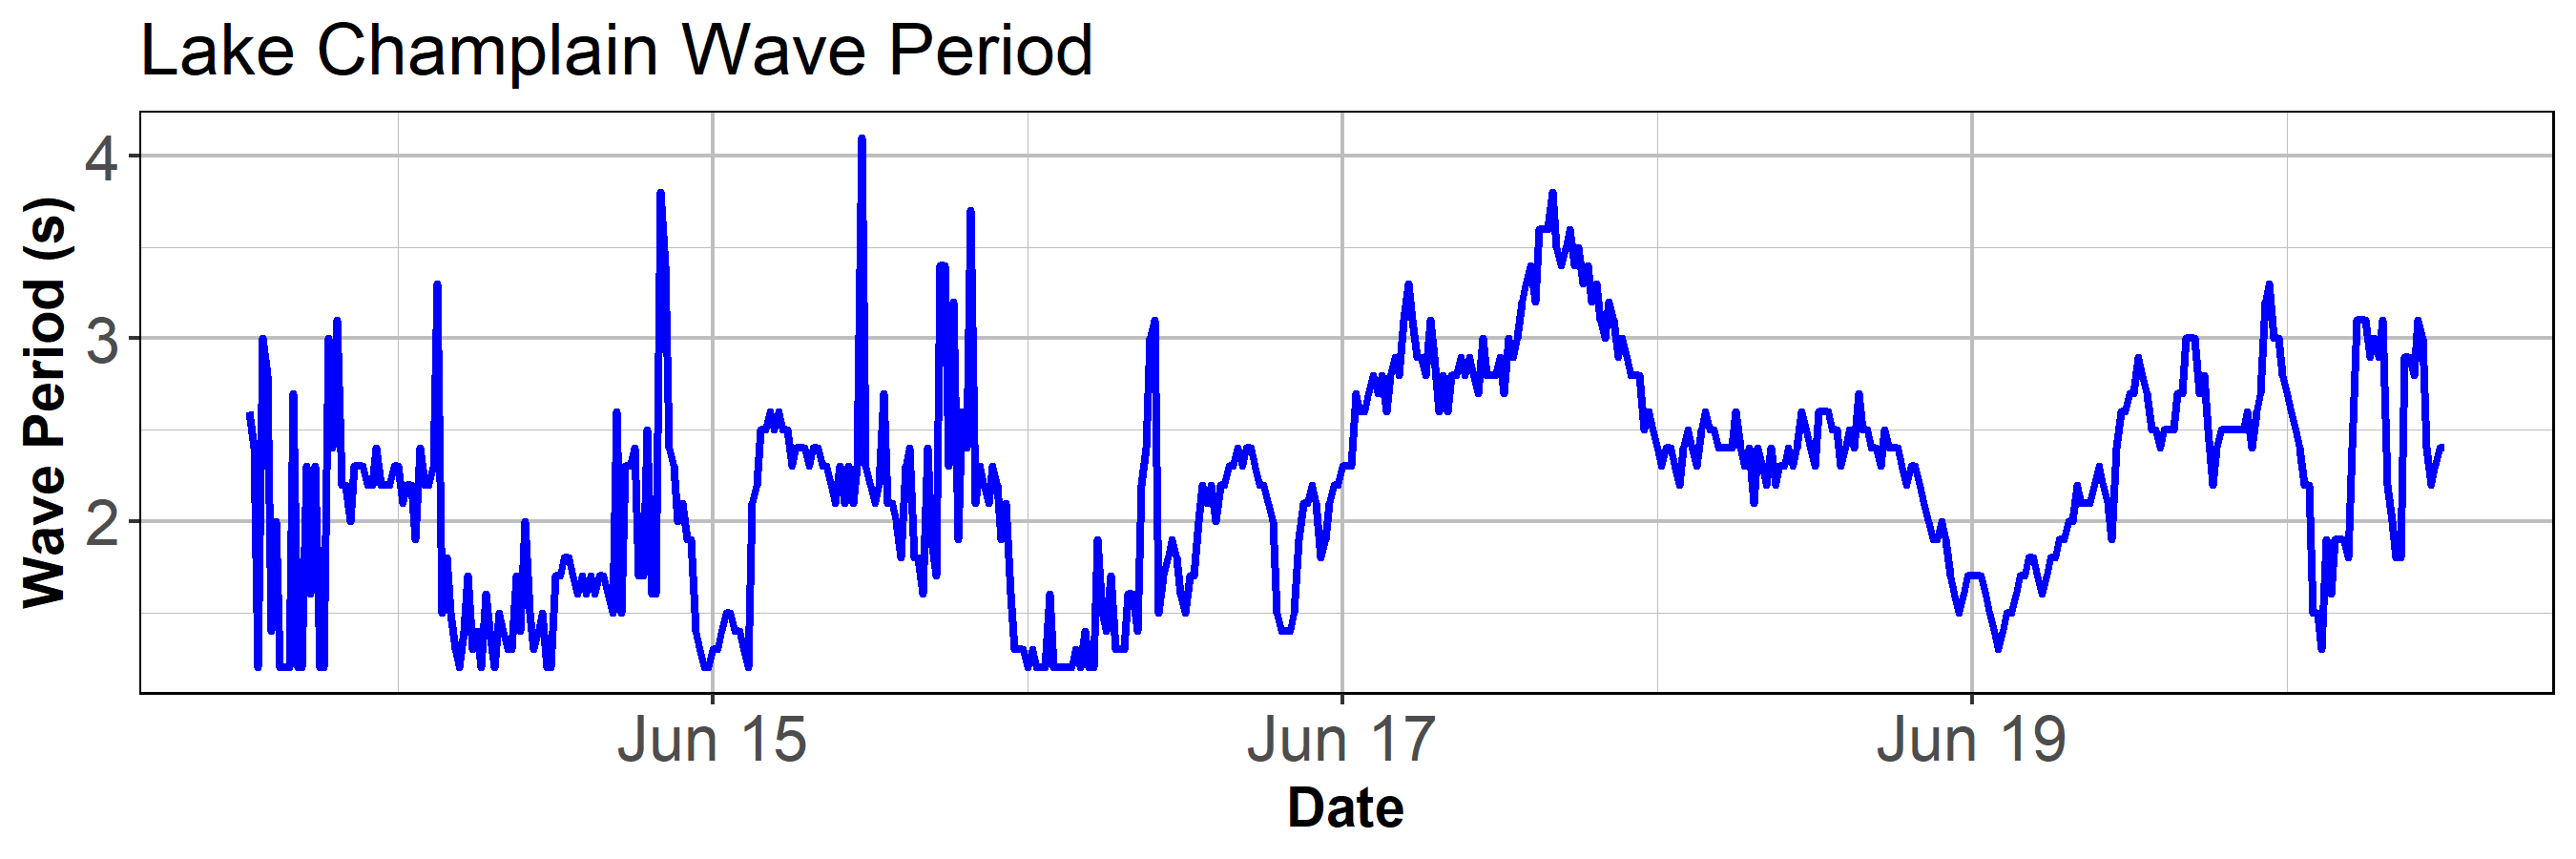 Lake Champlain Wave Period
Wave Period (s)
4
3
2
Jun 15
Jun 17
Jun 19
Date